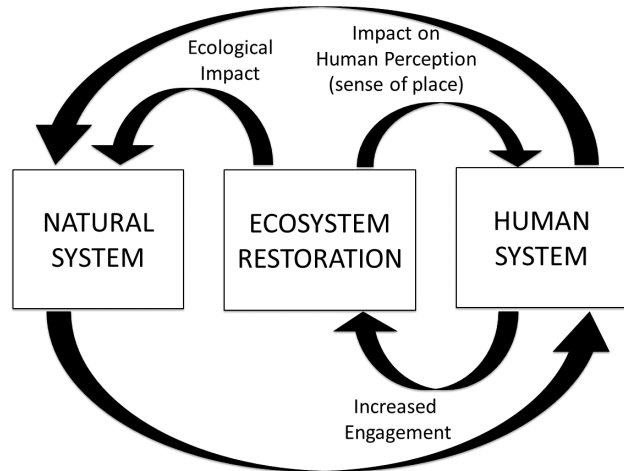 Ecological
Impact
Impact on
Human Perception
(sense of place)
NATURAL
SYSTEM
ECOSYSTEM
RESTORATION
HUMAN
SYSTEM
Increased
Engagement